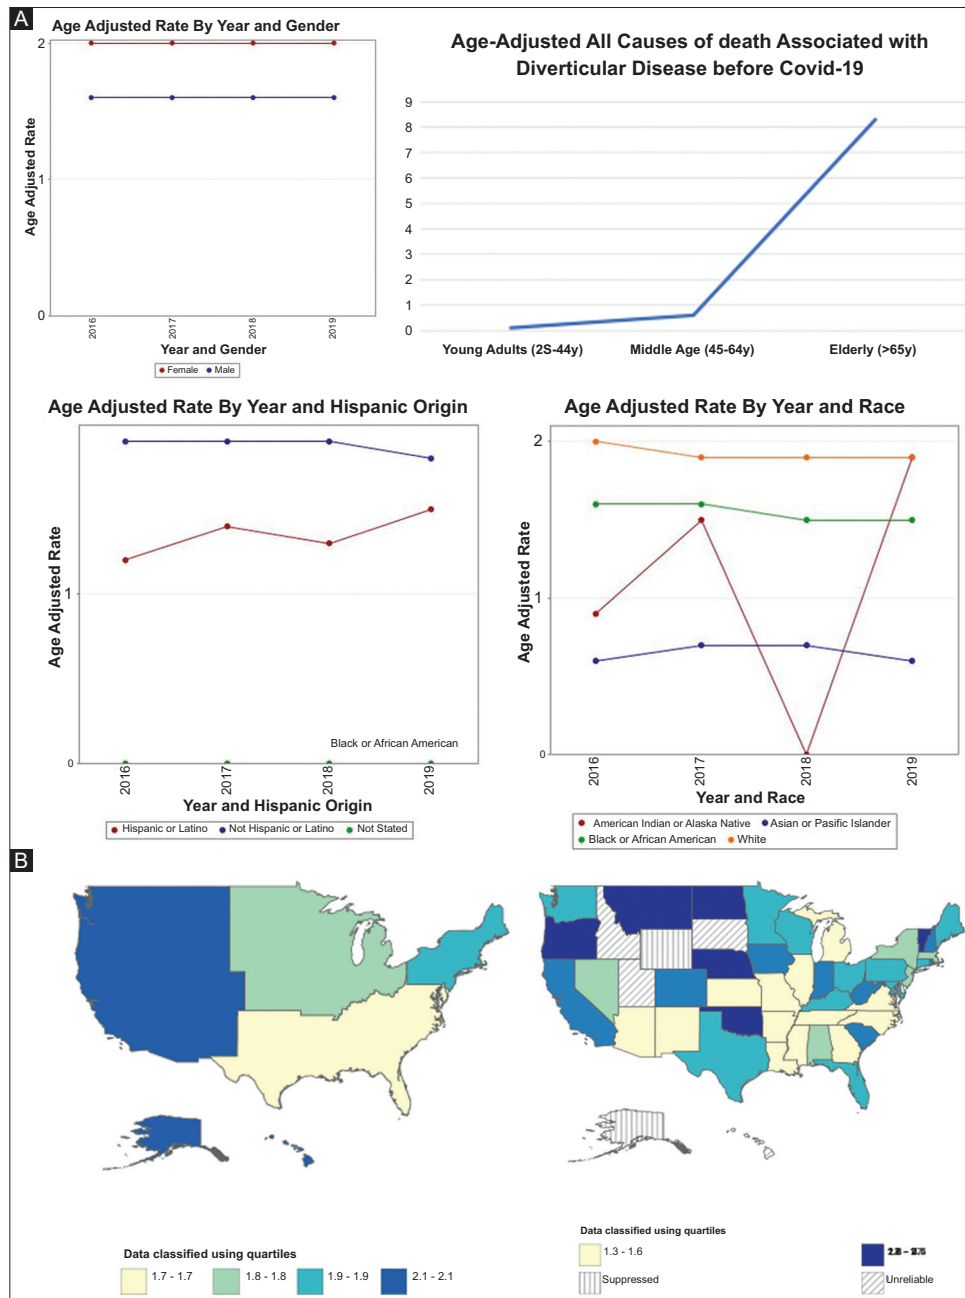 A
Age Adjusted Rate By Year and Gender
2
1
0
Age Adjusted Rate
2016
2017
2018
2019
Year and Gender
Female Male
Age-Adjusted All Causes of death Associated with
Diverticular Disease before Covid-19
9
8
7
6
5
4
3
2
1
0
Young Adults (2S-44y) Middle Age (45-64y) Elderly (>65y)
Age Adjusted Rate By Year and Hispanic Origin
1
0
Age Adjusted Rate
Black or African American
2016
2017
2018
2019
Year and Hispanic Origin
Hispanic or Latino Not Hispanic or Latino Not Stated
Age Adjusted Rate By Year and Race
2
1
0
Age Adjusted Rate
2016
2017
2018
2019
Year and Race
American Indian or Alaska Native Asian or Pasific Islander
Black or African American White
B
Data classified using quartiles
1.7 - 1.7 1.8 - 1.8 1.9 - 1.9 2.1 - 2.1
Data classified using quartiles
1.3 - 1.6
Suppressed Unreliable